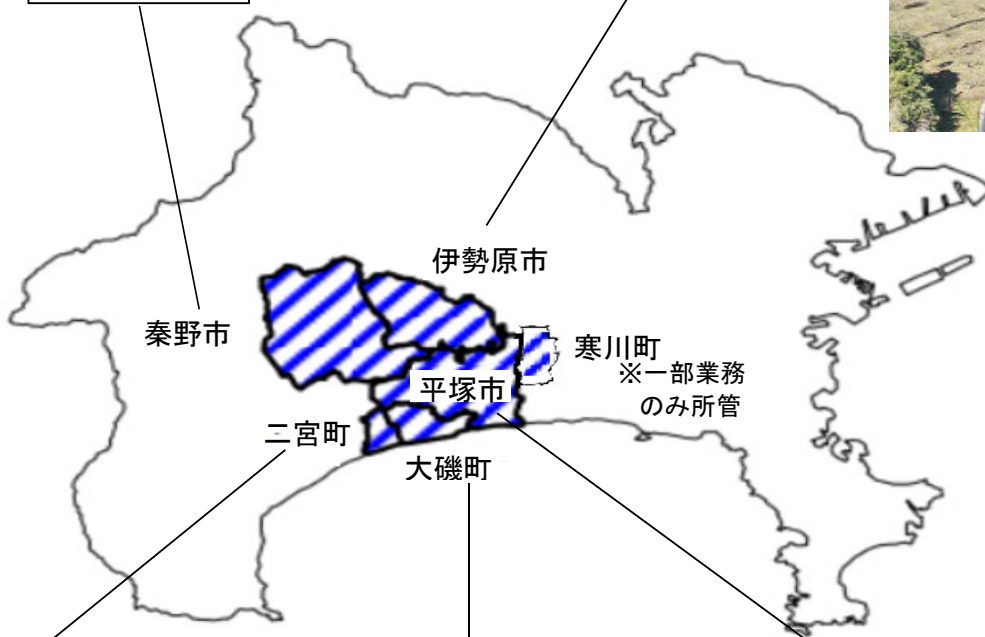 伊勢原市
秦野市
寒川町
※一部業務
のみ所管
平塚市
二宮町
大磯町